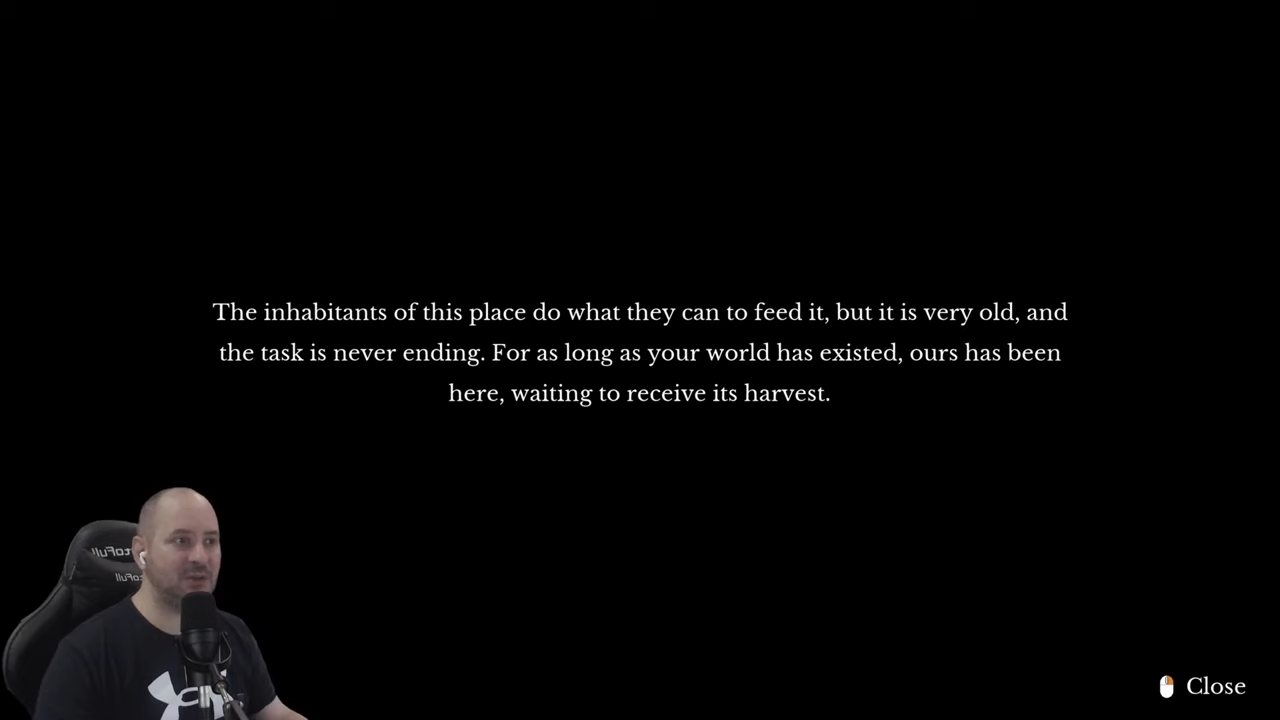 The inhabitants of this place do what they can to feed it, but it is very old, and
the task is never ending. For as long as your world has existed, ours has been
here, waiting to receive its harvest.
Close